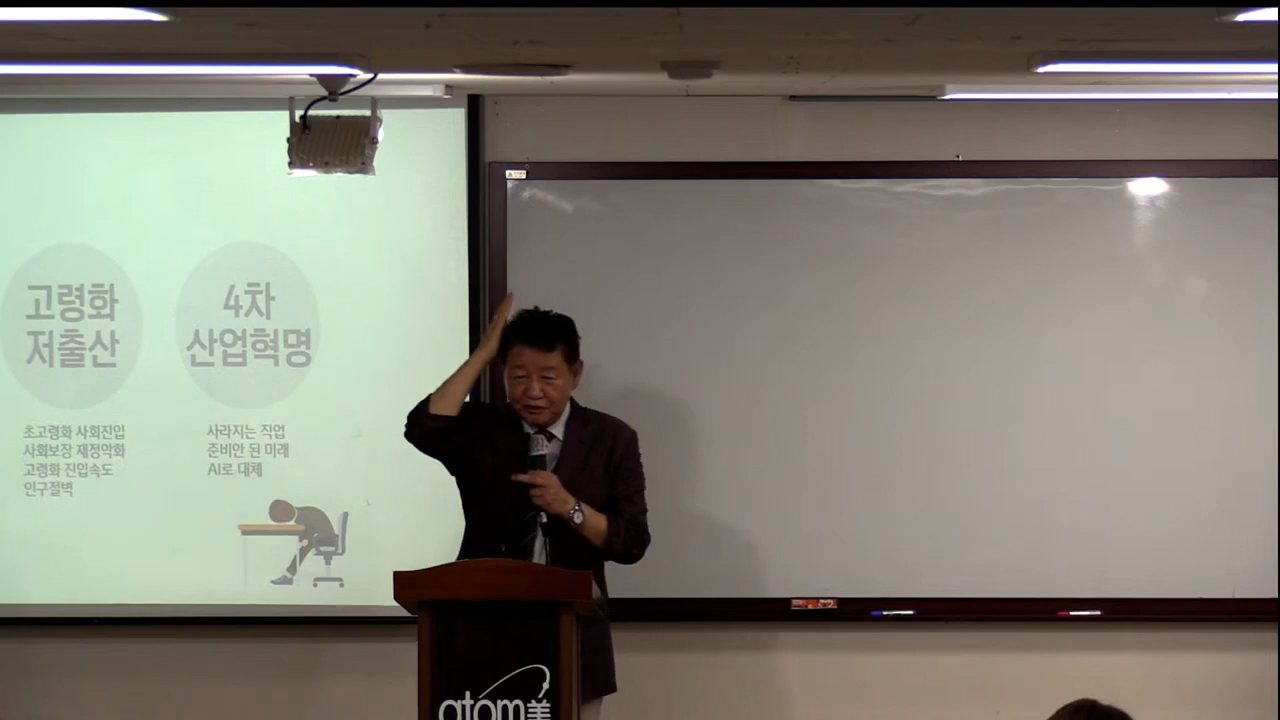 고령화
저출산
초고령화 사회진입
사회보장 재정악화
고령화 진입속도
인구절벽
4차
산업혁명
사라지는 직업
준비안 된 미래
AI로 대체
atom美